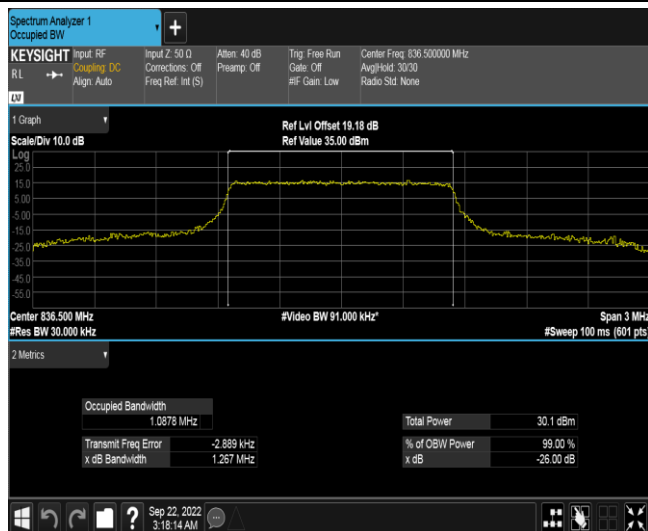 Spectrum Analyzer 1
Occupied BW
KEYSIGHT
RL
LXI
Input: RF
Coupling: DC
Align: Auto
Input Z: 50 Ω
Corrections: Off
Freq Ref: Int (S)
Atten: 40 dB
Preamp: Off
Trig: Free Run
Gate: Off
#IF Gain: Low
Center Freq: 836.500000 MHz
Avg|Hold: 30/30
Radio Std: None
1 Graph
Scale/Div 10.0 dB
Ref Lvl Offset 19.18 dB
Ref Value 35.00 dBm
Log
25.0
15.0
5.00
-5.00
-15.0
-25.0
-35.0
-45.0
-55.0
Center 836.500 MHz
#Res BW 30.000 kHz
#Video BW 91.000 kHz*
Span 3 MHz
#Sweep 100 ms (601 pts)
2 Metrics
Occupied Bandwidth
1.0878 MHz
Total Power 30.1 dBm
Transmit Freq Error -2.889 kHz
% of OBW Power 99.00 %
x dB Bandwidth 1.267 MHz
x dB -26.00 dB
?
Sep 22, 2022
3:18:14 AM